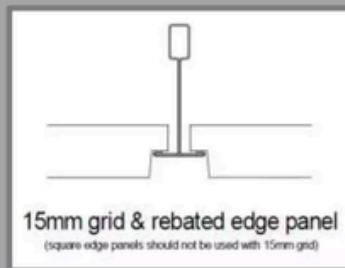 15mm grid & rebated edge panel
(square edge panels should not be used with 15mm grid)